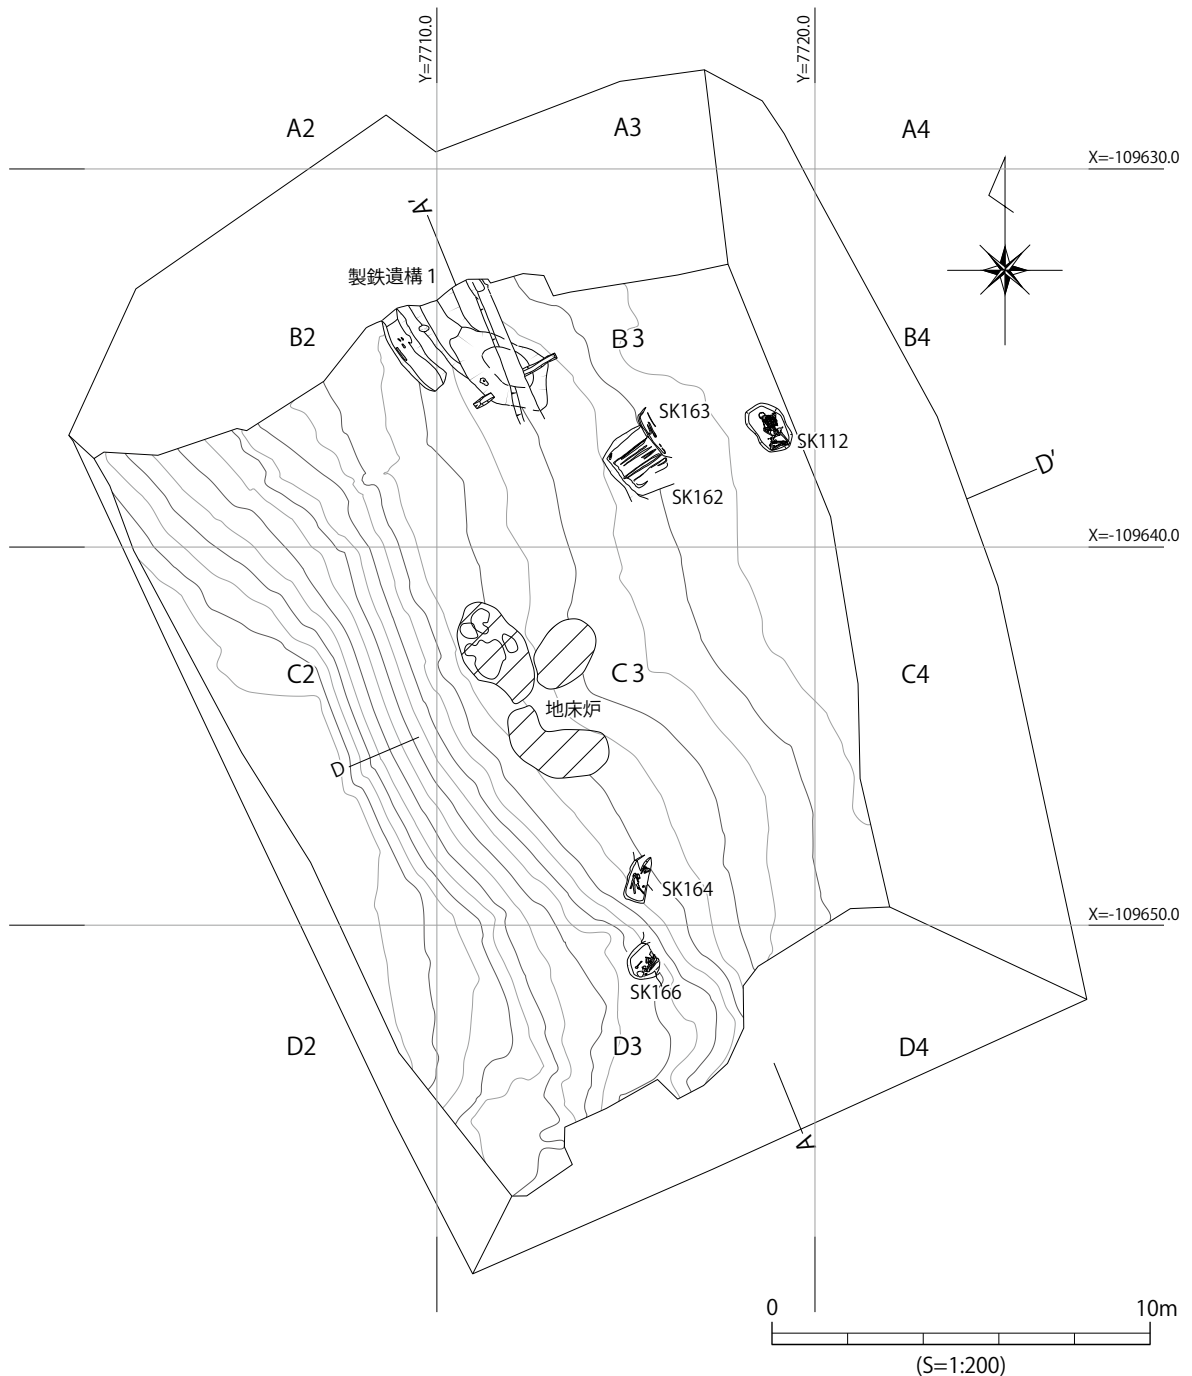 Y=7710.0
Y=7720.0
A2
A3
A4
X=-109630.0
A'
製鉄遺構1
B2
B3
B4
SK163
SK112
D'
SK162
X=-109640.0
C2
C3
C4
地床炉
D
SK164
X=-109650.0
SK166
D2
D3
D4
A
0
10m
(S=1:200)